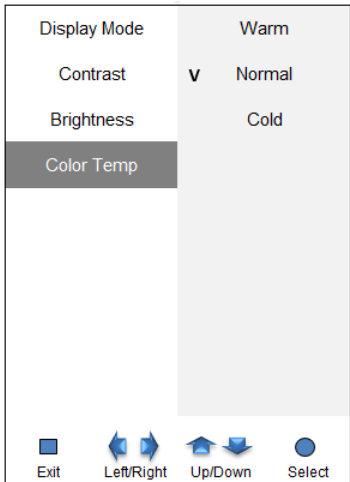 Display Mode
Warm
Contrast
v Normal
Brightness
Cold
Color Temp
Exit Left/Right Up/Down Select